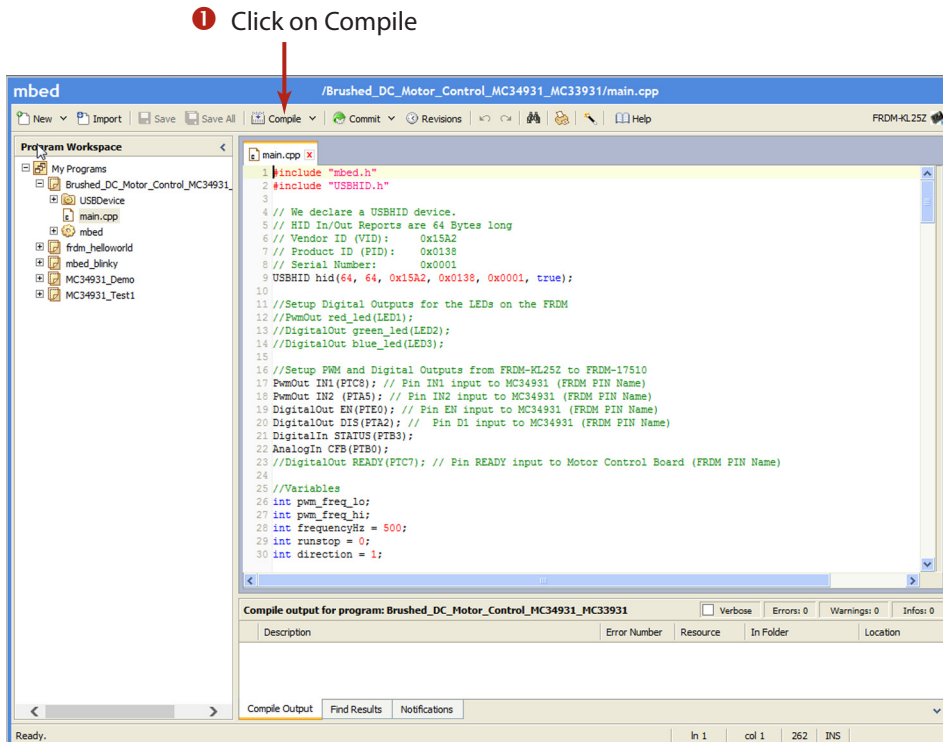 1 Click on Compile
mbed /Brushed_DC_Motor_Control_MC34931_MC33931/main.cpp
New Import Save Save All Compile Commit Revisions Help FRDM-KL25Z
Program Workspace
My Programs
Brushed_DC_Motor_Control_MC34931_
USBDevice
main.cpp
mbed
frdm_helloworld
mbed_blinky
MC34931_Demo
MC34931_Test1
main.cpp x
1 #include "mbed.h"
2 #include "USBHID.h"
3
4 // We declare a USBHID device.
5 // HID In/Out Reports are 64 Bytes long
6 // Vendor ID (VID): 0x15A2
7 // Product ID (PID): 0x0138
8 // Serial Number: 0x0001
9 USBHID hid(64, 64, 0x15A2, 0x0138, 0x0001, true);
10
11 //Setup Digital Outputs for the LEDs on the FRDM
12 //PwmOut red_led(LED1);
13 //DigitalOut green_led(LED2);
14 //DigitalOut blue_led(LED3);
15
16 //Setup PWM and Digital Outputs from FRDM-KL25Z to FRDM-17510
17 PwmOut IN1(PTC8); // Pin IN1 input to MC34931 (FRDM PIN Name)
18 PwmOut IN2 (PTA5); // Pin IN2 input to MC34931 (FRDM PIN Name)
19 DigitalOut EN(PTE0); // Pin EN input to MC34931 (FRDM PIN Name)
20 DigitalOut DIS(PTA2); // Pin D1 input to MC34931 (FRDM PIN Name)
21 DigitalIn STATUS(PTB3);
22 AnalogIn CFB(PTB0);
23 //DigitalOut READY(PTC7); // Pin READY input to Motor Control Board (FRDM PIN Name)
24
25 //Variables
26 int pwm_freq_lo;
27 int pwm_freq_hi;
28 int frequencyHz = 500;
29 int runstop = 0;
30 int direction = 1;
Compile output for program: Brushed_DC_Motor_Control_MC34931_MC33931 Verbose Errors: 0 Warnings: 0 Infos: 0
Description Error Number Resource In Folder Location
Compile Output Find Results Notifications
Ready. ln 1 col 1 262 INS